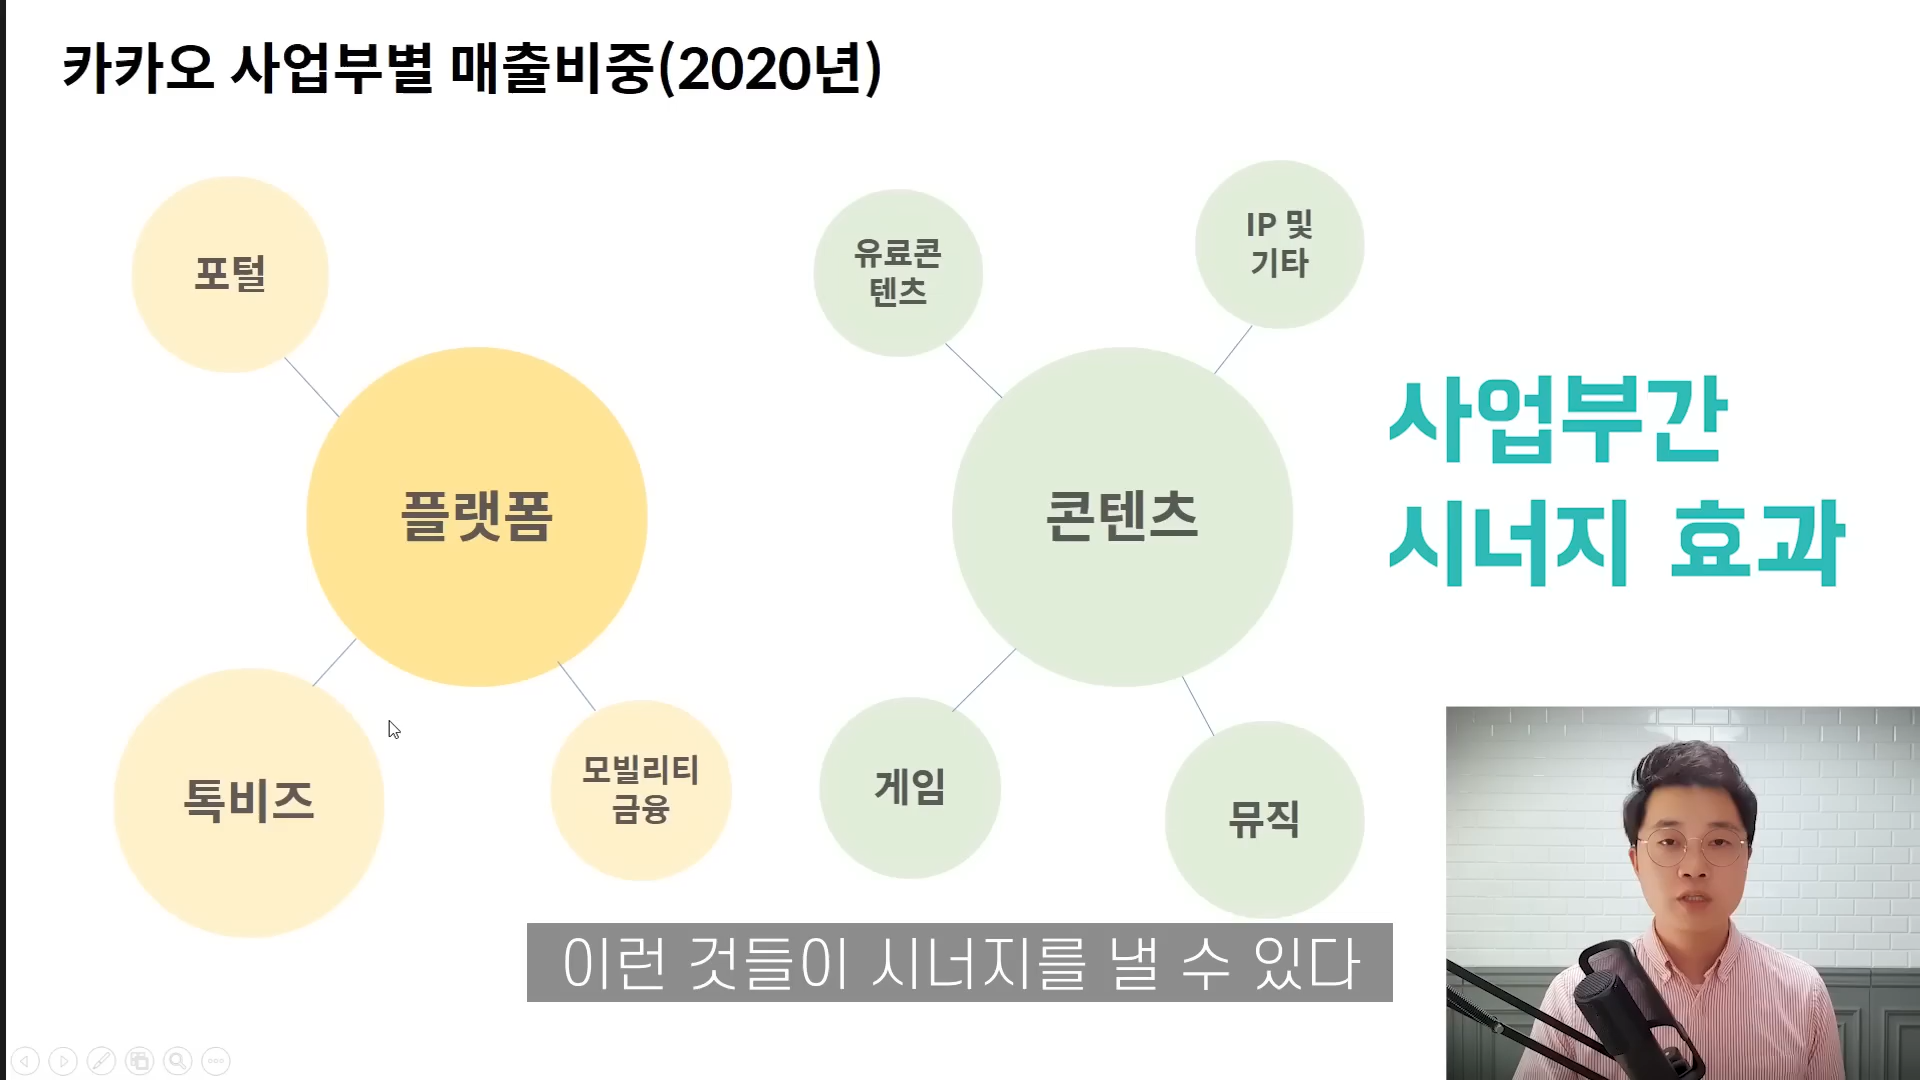 카카오 사업부별 매출비중(2020년)
포털
플랫폼
톡비즈
모빌리티
금융
유료콘
텐츠
IP 및
기타
콘텐츠
게임
뮤직
사업부간
시너지 효과
이런 것들이 시너지를 낼 수 있다